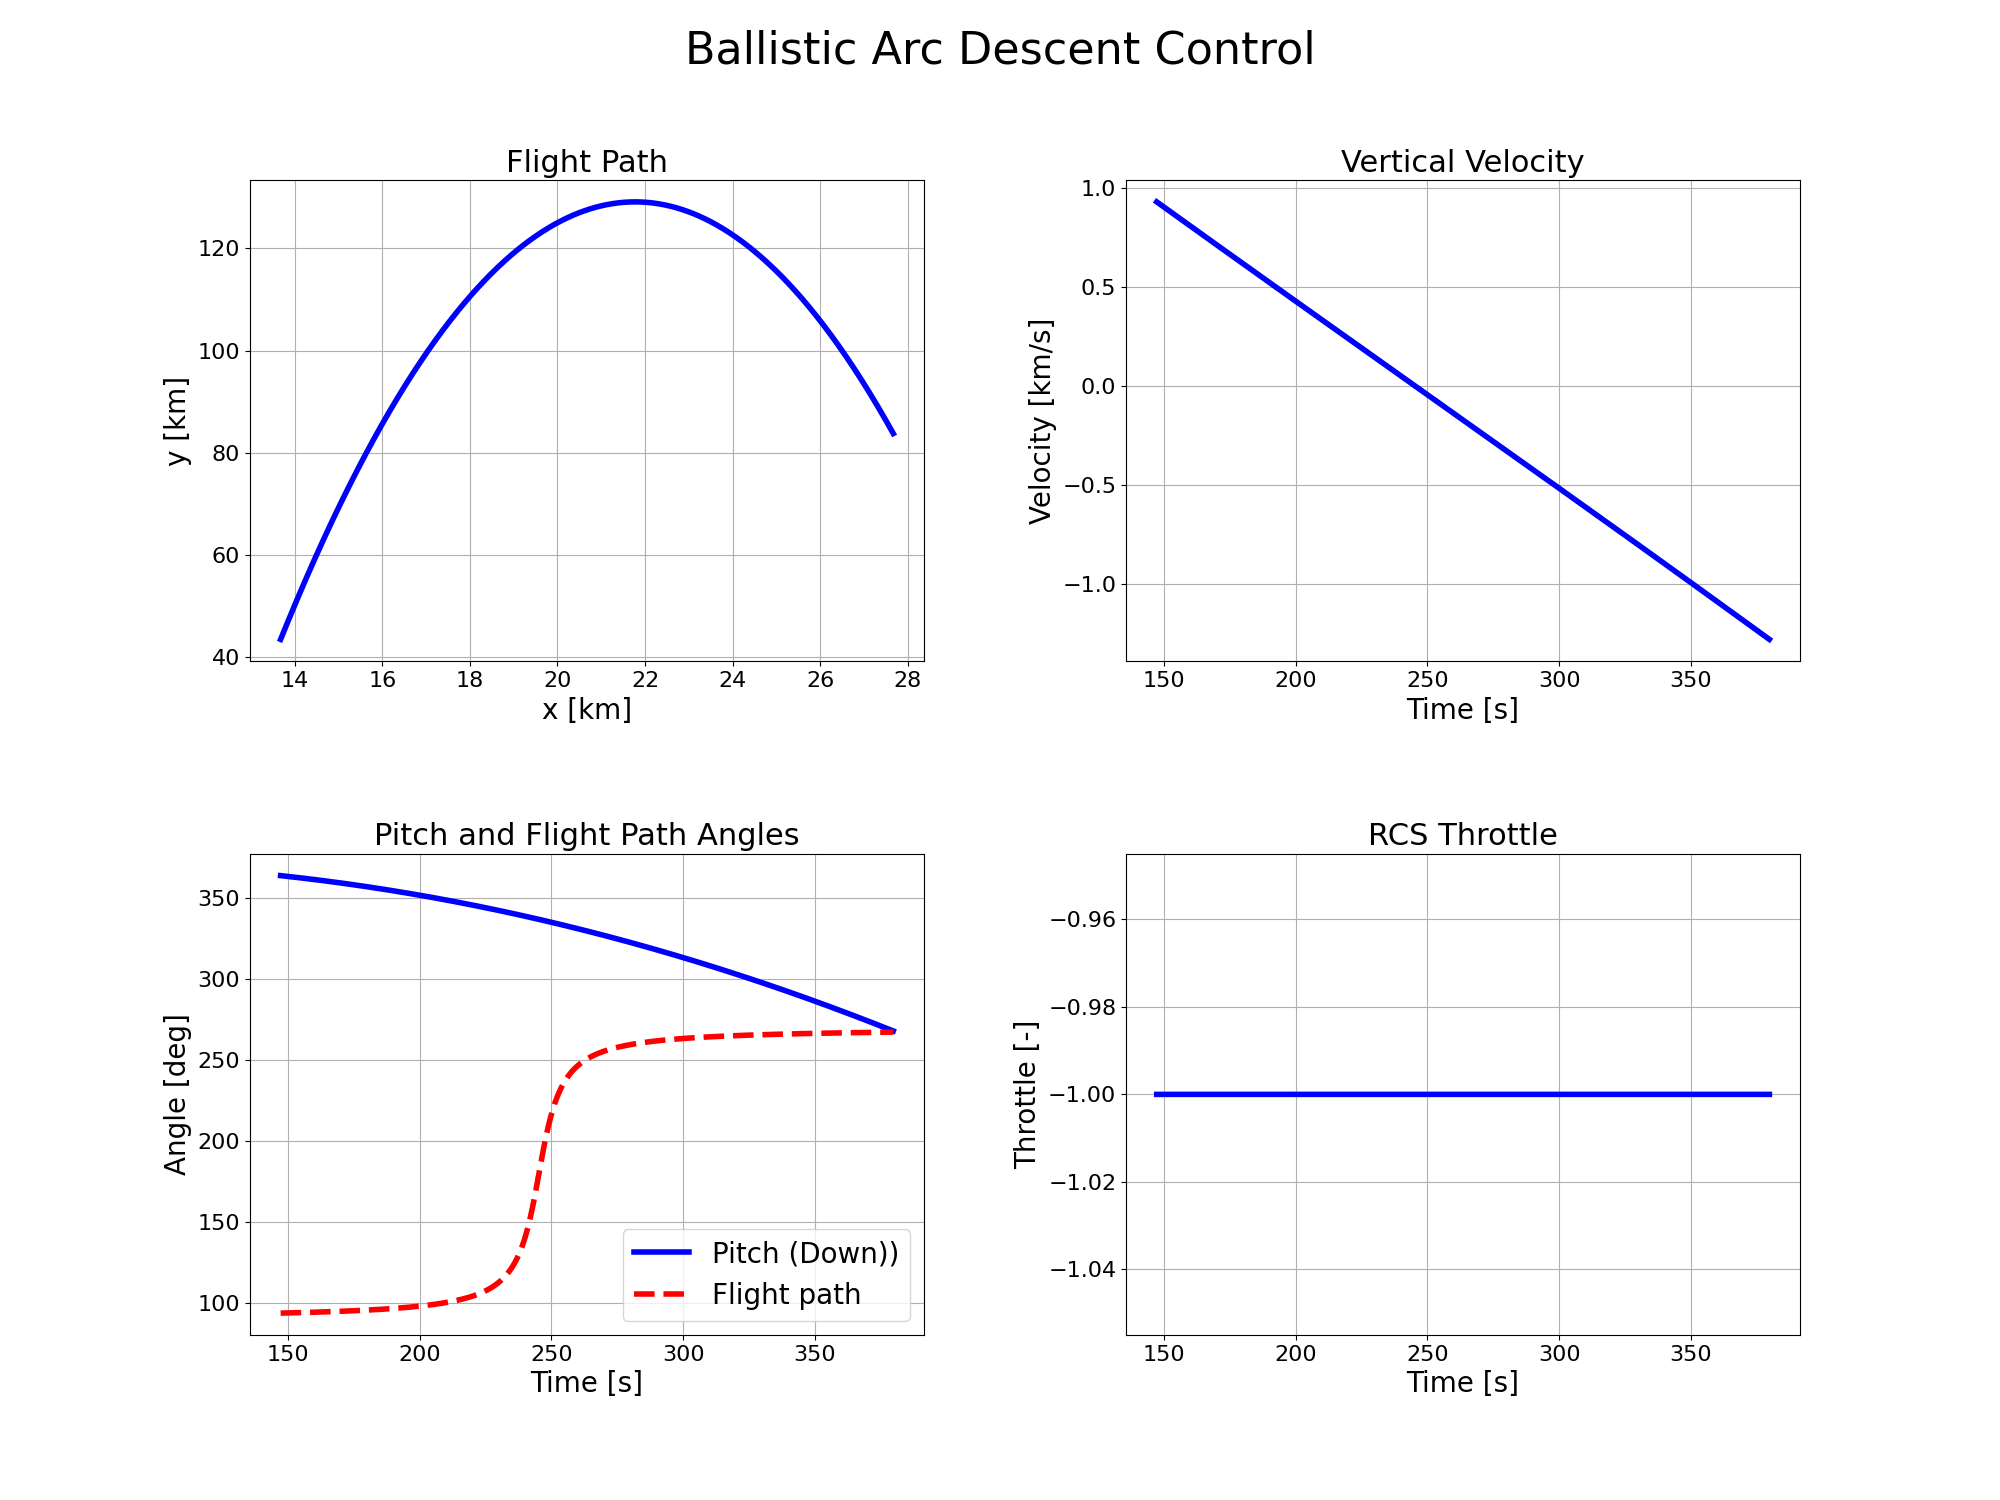 Ballistic Arc Descent Control
Flight Path
120
100
80
60
40
14 16 18 20 22 24 26 28
x [km]
y [km]
Vertical Velocity
1.0
0.5
0.0
−0.5
−1.0
150 200 250 300 350
Time [s]
Velocity [km/s]
Pitch and Flight Path Angles
350
300
250
200
150
100
150 200 250 300 350
Time [s]
Angle [deg]
Pitch (Down))
Flight path
RCS Throttle
−0.96
−0.98
−1.00
−1.02
−1.04
150 200 250 300 350
Time [s]
Throttle [-]